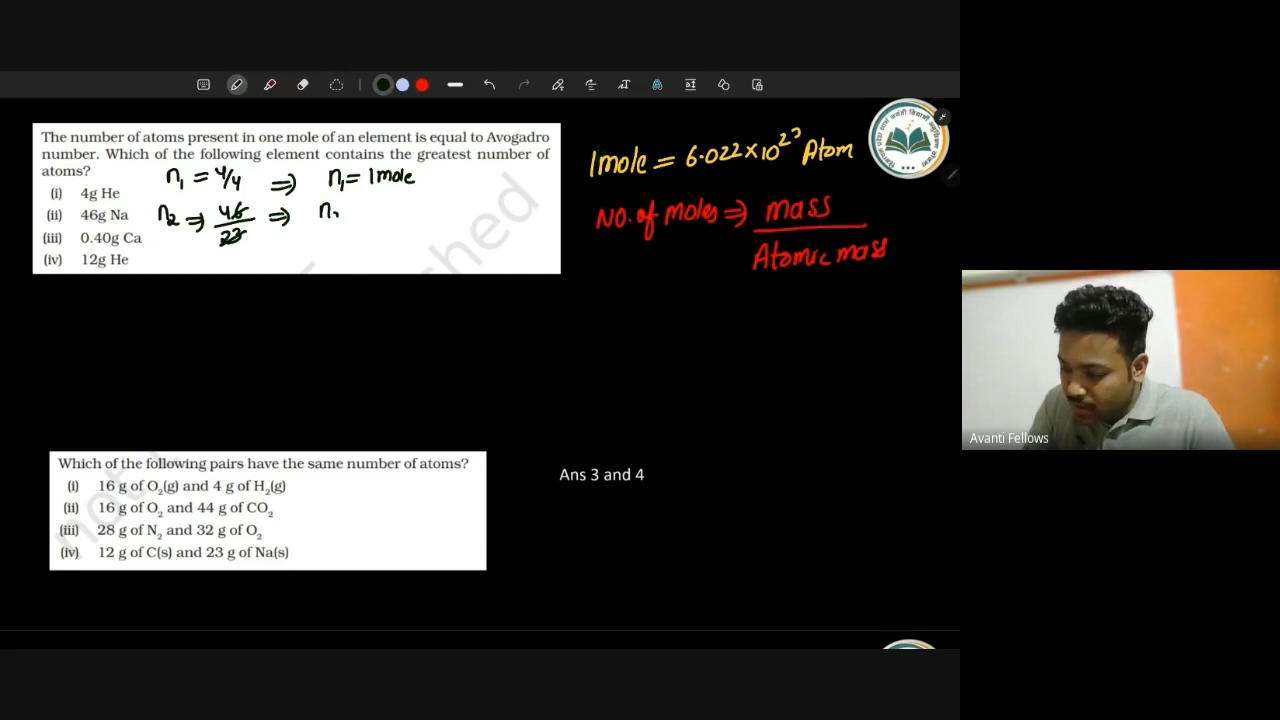 The number of atoms present in one mole of an element is equal to Avogadro
number. Which of the following element contains the greatest number of
atoms?
(i) 4g He
(ii) 46g Na
(iii) 0.40g Ca
(iv) 12g He
n₁ = 4/4 ⇒ n₁ = 1mole
n₂ ⇒ 46/23 ⇒ n₂
1mole = 6.022×10²³ Atom
NO. of moles ⇒ mass
Atomic mass
Which of the following pairs have the same number of atoms?
(i) 16 g of O₂(g) and 4 g of H₂(g)
(ii) 16 g of O₂ and 44 g of CO₂
(iii) 28 g of N₂ and 32 g of O₂
(iv) 12 g of C(s) and 23 g of Na(s)
Ans 3 and 4
Avanti Fellows